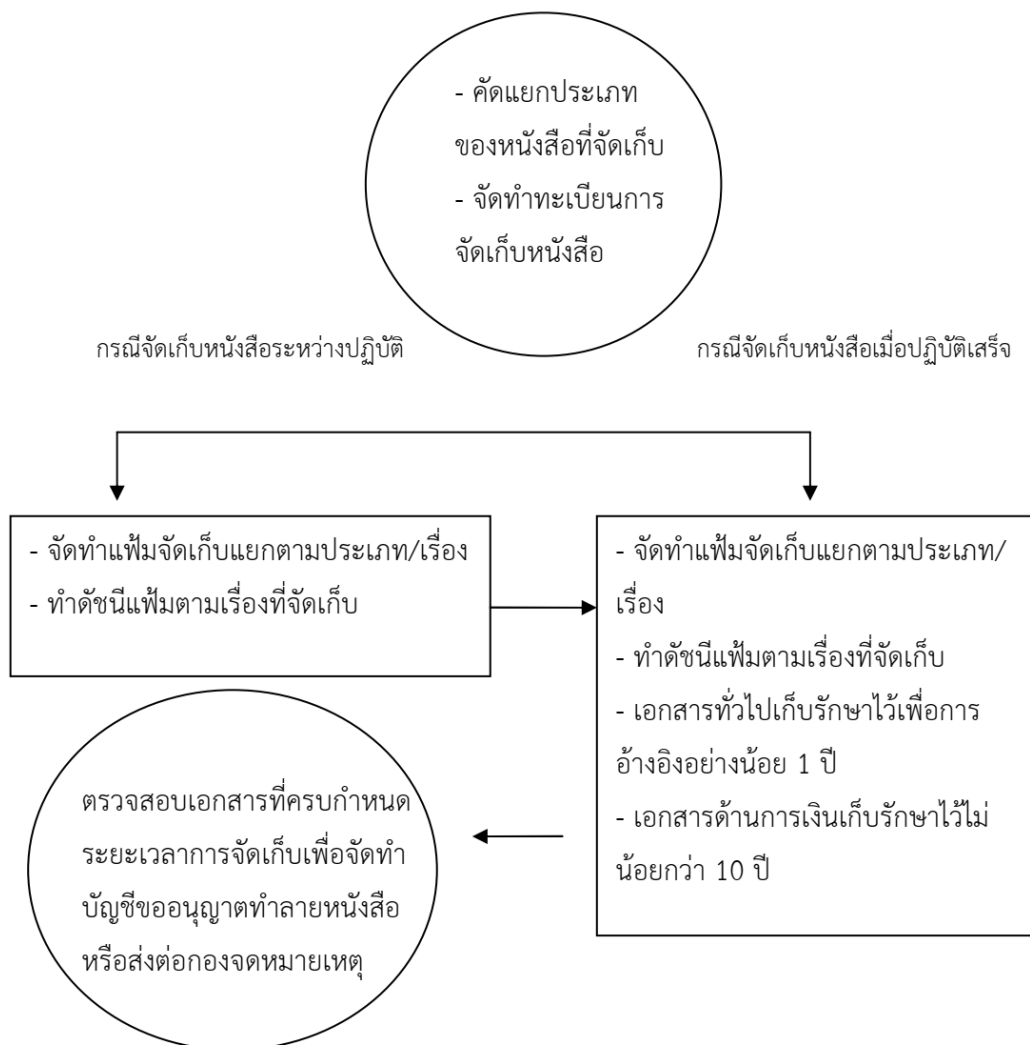 - คัดแยกประเภท
ของหนังสือที่จัดเก็บ
- จัดทำทะเบียนการ
จัดเก็บหนังสือ
กรณีจัดเก็บหนังสือระหว่างปฏิบัติ
กรณีจัดเก็บหนังสือเมื่อปฏิบัติเสร็จ
- จัดทำแฟ้มจัดเก็บแยกตามประเภท/เรื่อง
- ทำดัชนีแฟ้มตามเรื่องที่จัดเก็บ
- จัดทำแฟ้มจัดเก็บแยกตามประเภท/
เรื่อง
- ทำดัชนีแฟ้มตามเรื่องที่จัดเก็บ
- เอกสารทั่วไปเก็บรักษาไว้เพื่อการ
อ้างอิงอย่างน้อย 1 ปี
- เอกสารด้านการเงินเก็บรักษาไว้ไม่
น้อยกว่า 10 ปี
ตรวจสอบเอกสารที่ครบกำหนด
ระยะเวลาการจัดเก็บเพื่อจัดทำ
บัญชีขออนุญาตทำลายหนังสือ
หรือส่งต่อกองจดหมายเหตุ